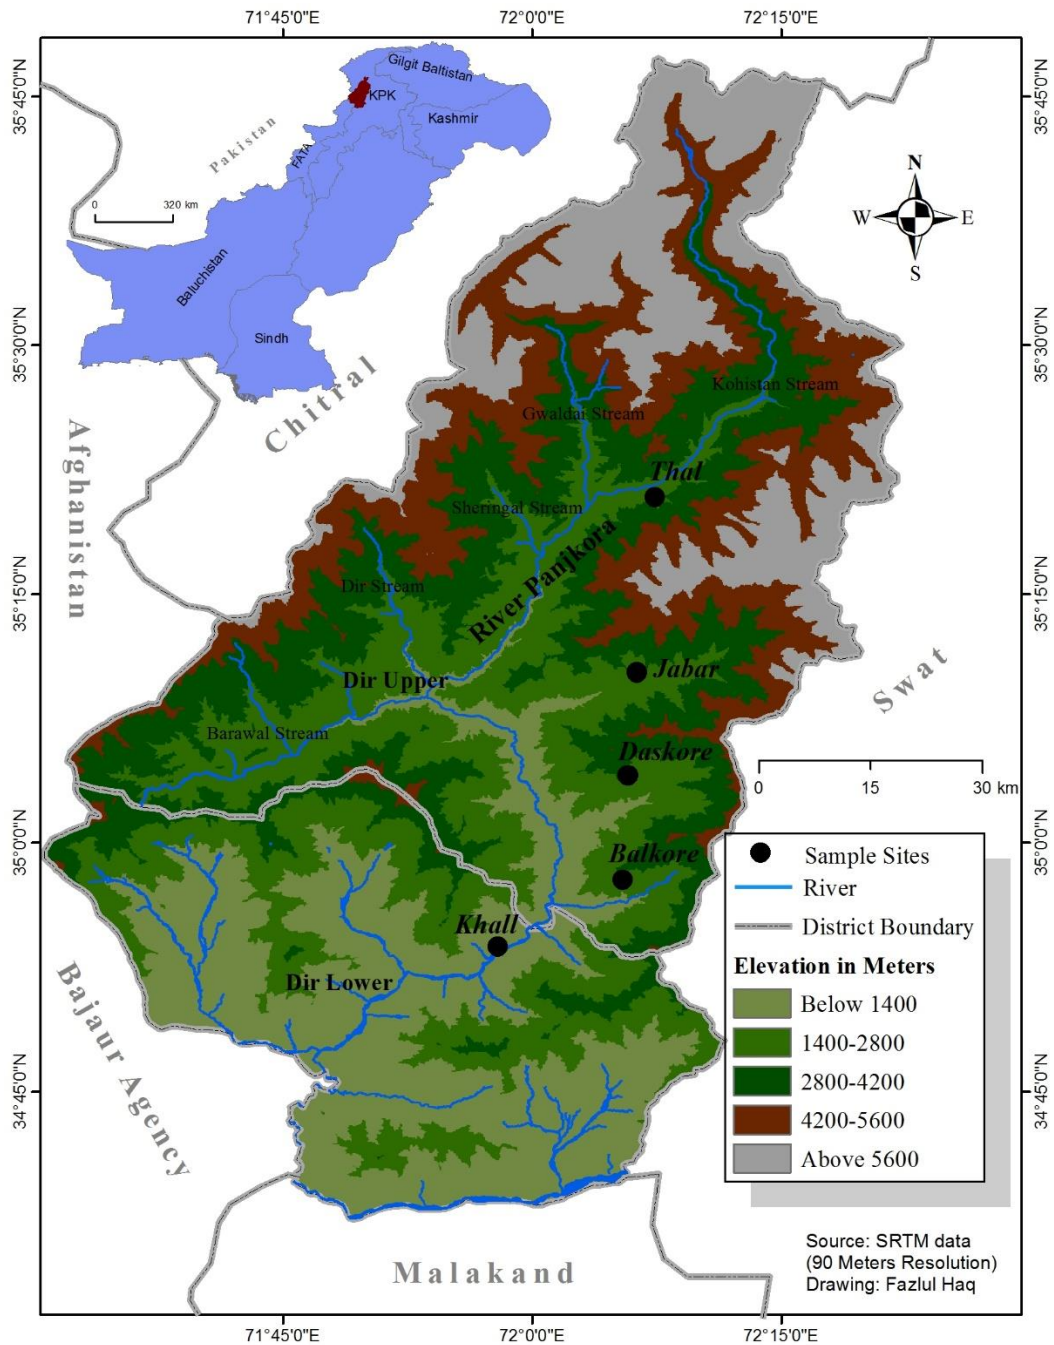 71°45'0"E
72°0'0"E
72°15'0"E
35°45'0"N
35°45'0"N
Gilgit Baltistan
KPK
Kashmir
Pakistan
FATA
0
320 km
Baluchistan
Sindh
N
W
E
S
35°30'0"N
35°30'0"N
Chitral
Afghanistan
Kohistan Stream
Gwaldai Stream
Thal
Sheringal Stream
River Panjkora
Dir Stream
35°15'0"N
35°15'0"N
Jabar
Dir Upper
Swat
Barawal Stream
Daskore
0
15
30 km
35°0'0"N
35°0'0"N
Balkore
Khall
Dir Lower
Bajaur Agency
34°45'0"N
34°45'0"N
Sample Sites
River
District Boundary
Elevation in Meters
Below 1400
1400-2800
2800-4200
4200-5600
Above 5600
Malakand
Source: SRTM data
(90 Meters Resolution)
Drawing: Fazlul Haq
71°45'0"E
72°0'0"E
72°15'0"E